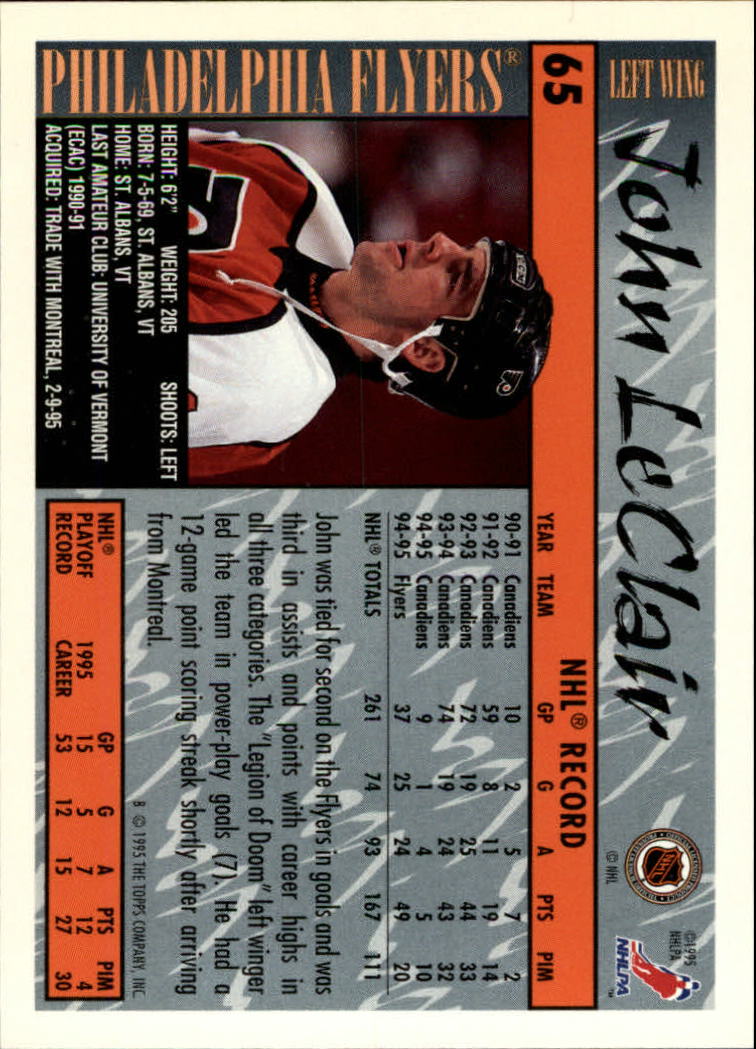 LEFT WING
John LeClair
©1995
NHLPA
NHLPA™
NHL
© NHL
65
NHL® RECORD
YEAR TEAM GP G A PTS PIM
90-91 Canadiens 10 2 5 7 2
91-92 Canadiens 59 8 11 19 14
92-93 Canadiens 72 19 25 44 33
93-94 Canadiens 74 19 24 43 32
94-95 Canadiens 9 1 4 5 10
94-95 Flyers 37 25 24 49 20
NHL® TOTALS 261 74 93 167 111
John was tied for second on the Flyers in goals and was
third in assists and points with career highs in
all three categories. The "Legion of Doom" left winger
led the team in power-play goals (7). He had a
12-game point scoring streak shortly after arriving
from Montreal.
B © 1995 THE TOPPS COMPANY, INC.
NHL® GP G A PTS PIM
PLAYOFF 1995 15 5 7 12 4
RECORD CAREER 53 12 15 27 30
PHILADELPHIA FLYERS®
HEIGHT: 6'2" WEIGHT: 205 SHOOTS: LEFT
BORN: 7-5-69, ST. ALBANS, VT
HOME: ST. ALBANS, VT
LAST AMATEUR CLUB: UNIVERSITY OF VERMONT
(ECAC) 1990-91
ACQUIRED: TRADE WITH MONTREAL, 2-9-95